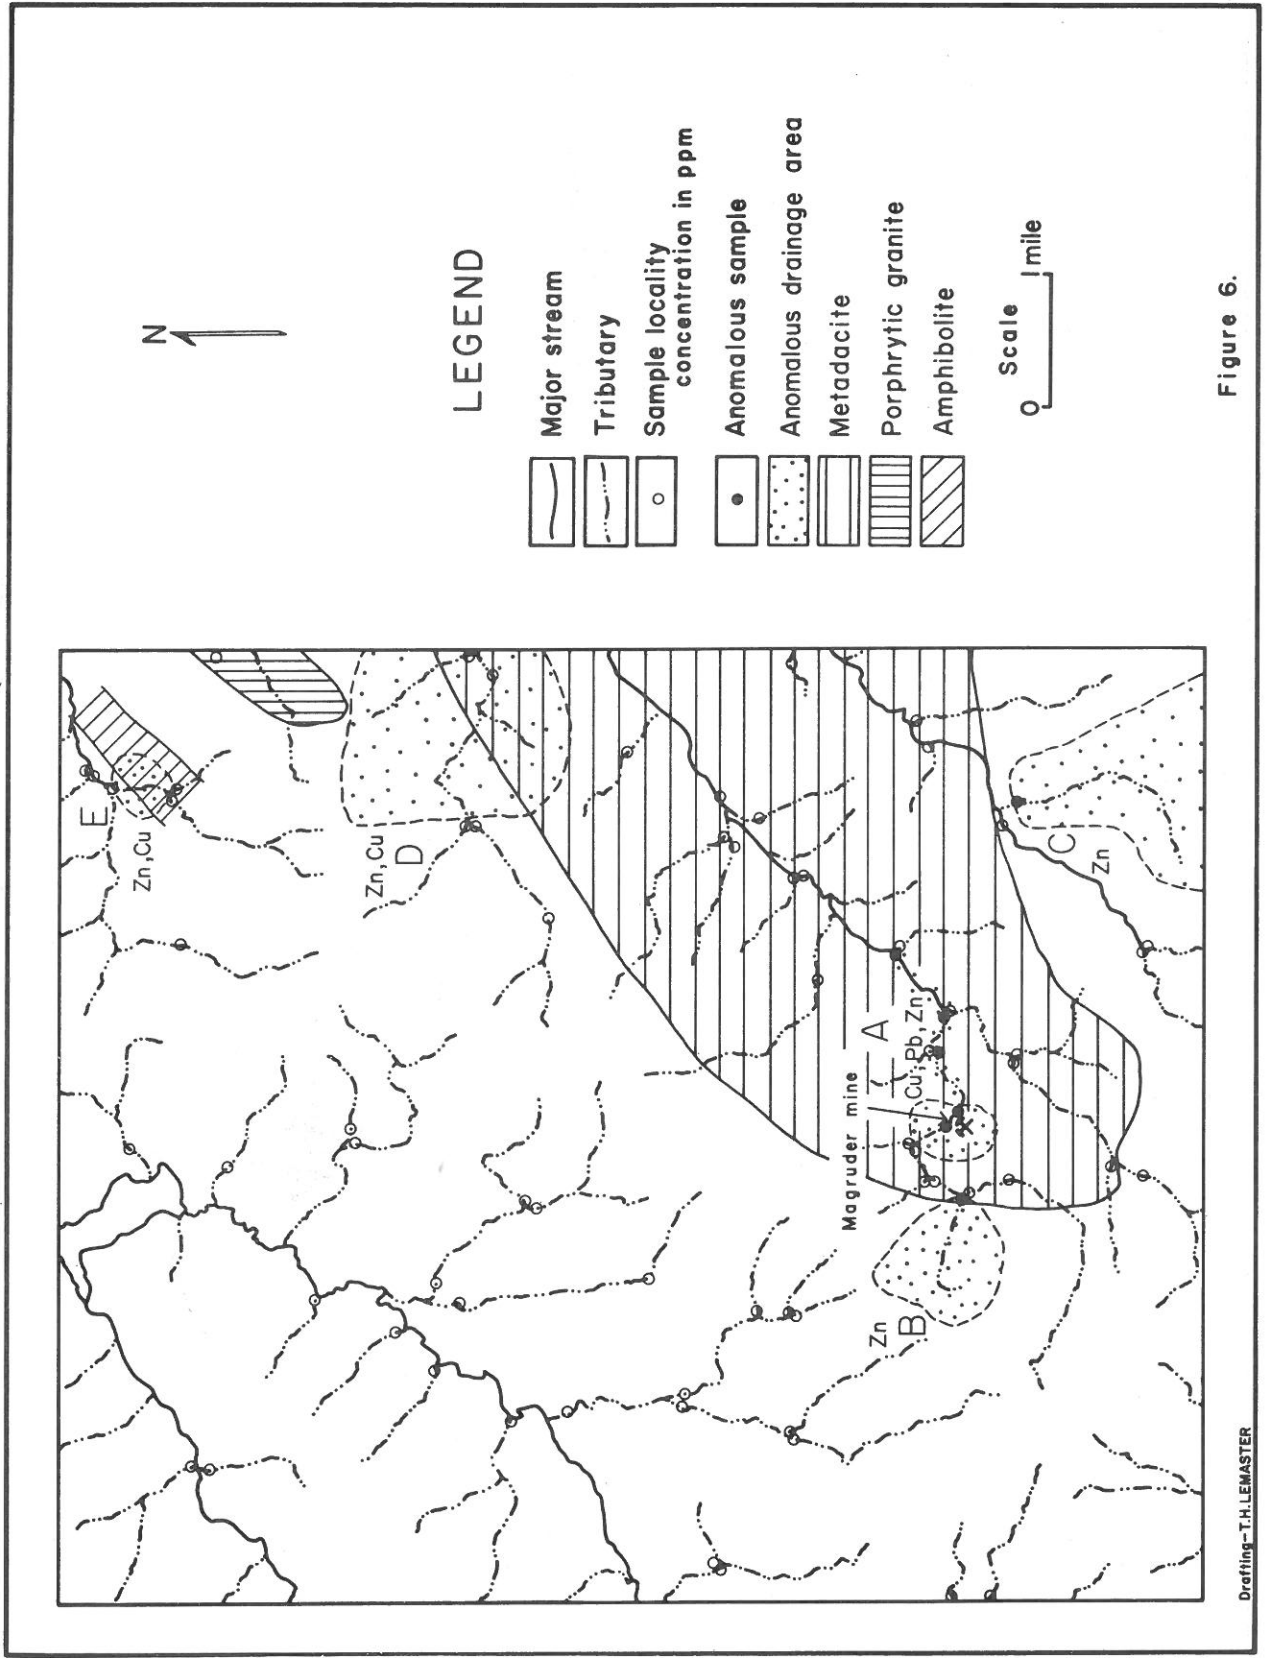 N
LEGEND
Major stream
Tributary
Sample locality
concentration in ppm
Anomalous sample
Anomalous drainage area
Metadacite
Porphrytic granite
Amphibolite
Scale
0 1 mile
E
Zn, Cu
Zn, Cu
D
C
Zn
A
Cu, Pb, Zn
Magruder mine
Zn
B
Figure 6.
Drafting-T.H.LEMASTER